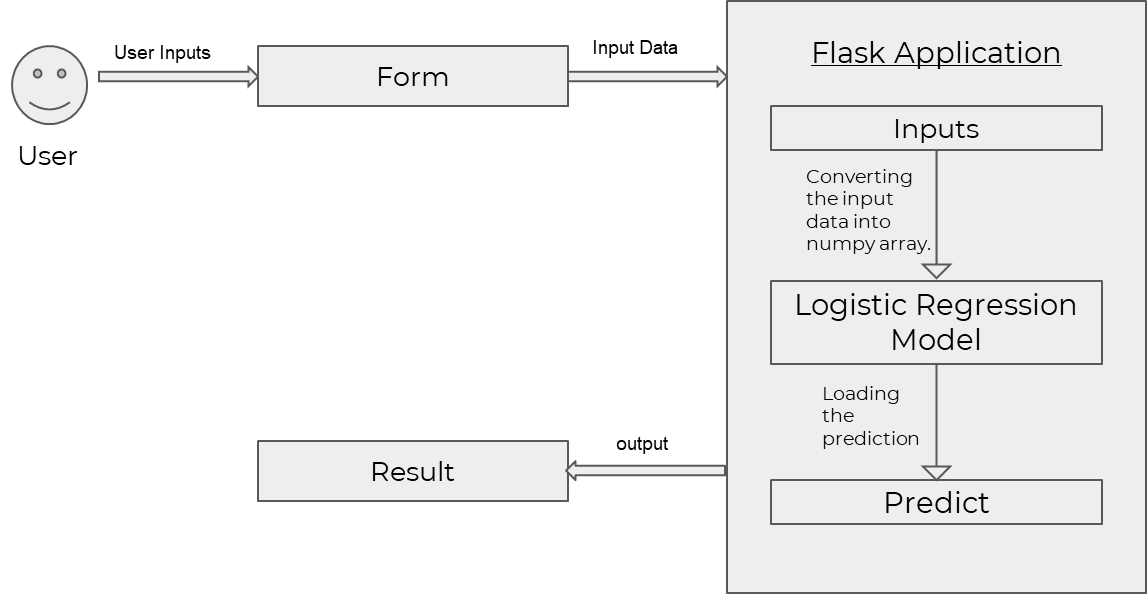 User Inputs
Form
Input Data
User
Flask Application
Inputs
Converting
the input
data into
numpy array.
Logistic Regression
Model
Loading
the
prediction
Predict
output
Result